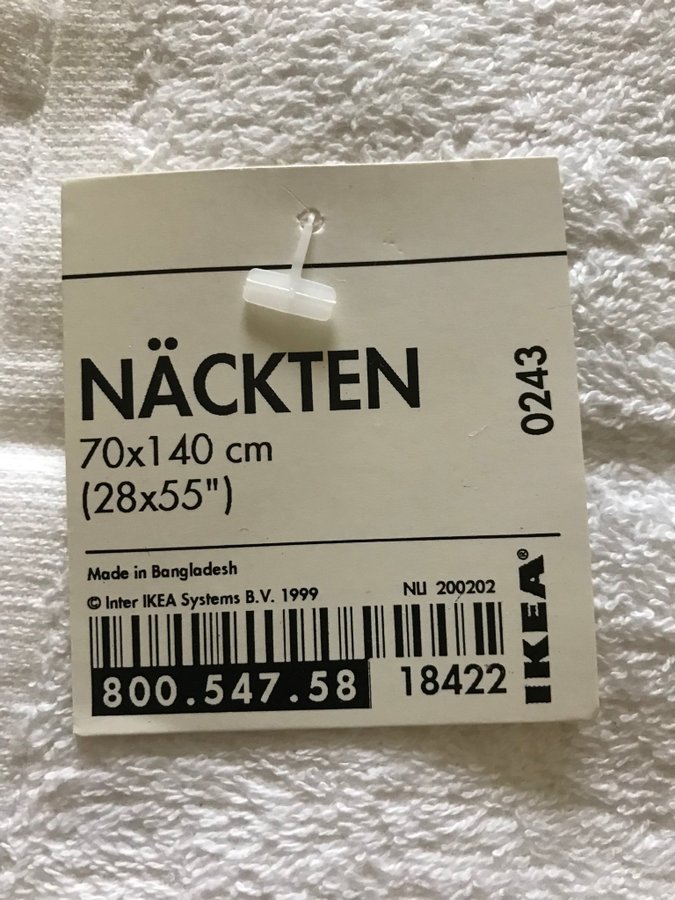 NÄCKTEN
70x140 cm
(28x55")
0243
Made in Bangladesh
© Inter IKEA Systems B.V. 1999
NU 200202
800.547.58
18422
IKEA®